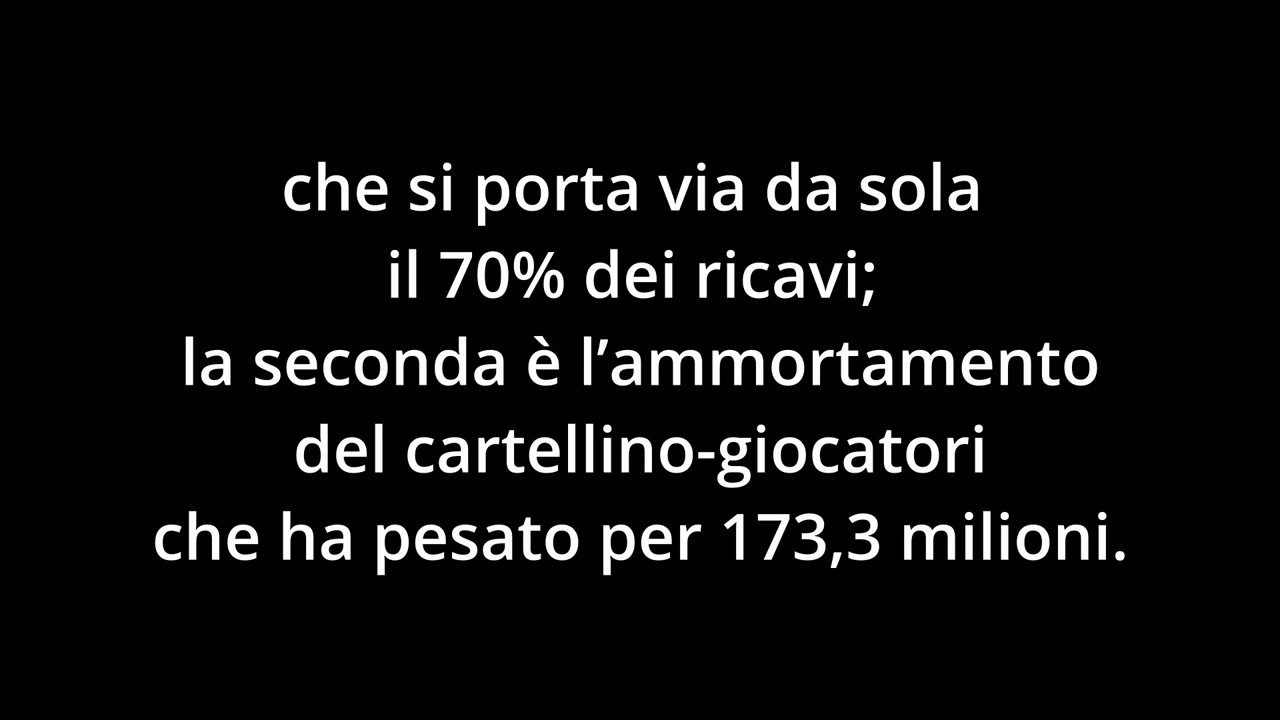 che si porta via da sola
il 70% dei ricavi;
la seconda è l’ammortamento
del cartellino-giocatori
che ha pesato per 173,3 milioni.